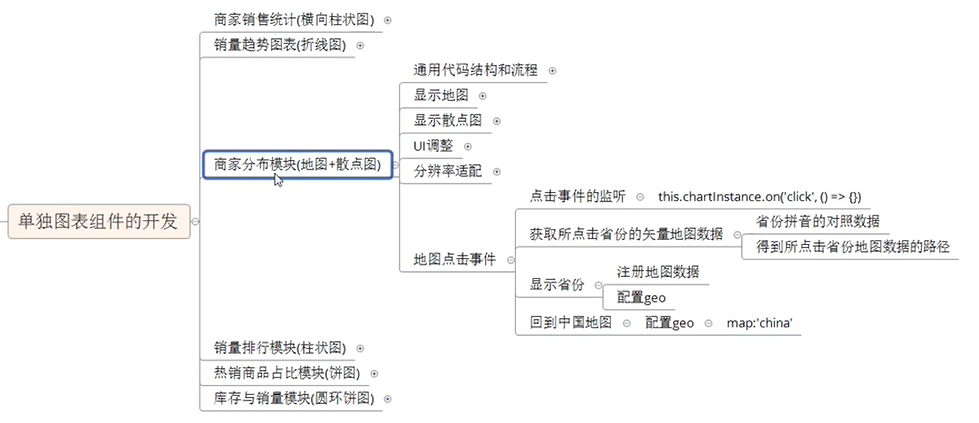 商家销售统计(横向柱状图)
销量趋势图表(折线图)
通用代码结构和流程
显示地图
显示散点图
UI调整
商家分布模块(地图+散点图)
分辨率适配
点击事件的监听
this.chartInstance.on('click', () => {})
单独图表组件的开发
省份拼音的对照数据
获取所点击省份的矢量地图数据
得到所点击省份地图数据的路径
地图点击事件
注册地图数据
显示省份
配置geo
回到中国地图
配置geo
map:'china'
销量排行模块(柱状图)
热销商品占比模块(饼图)
库存与销量模块(圆环饼图)